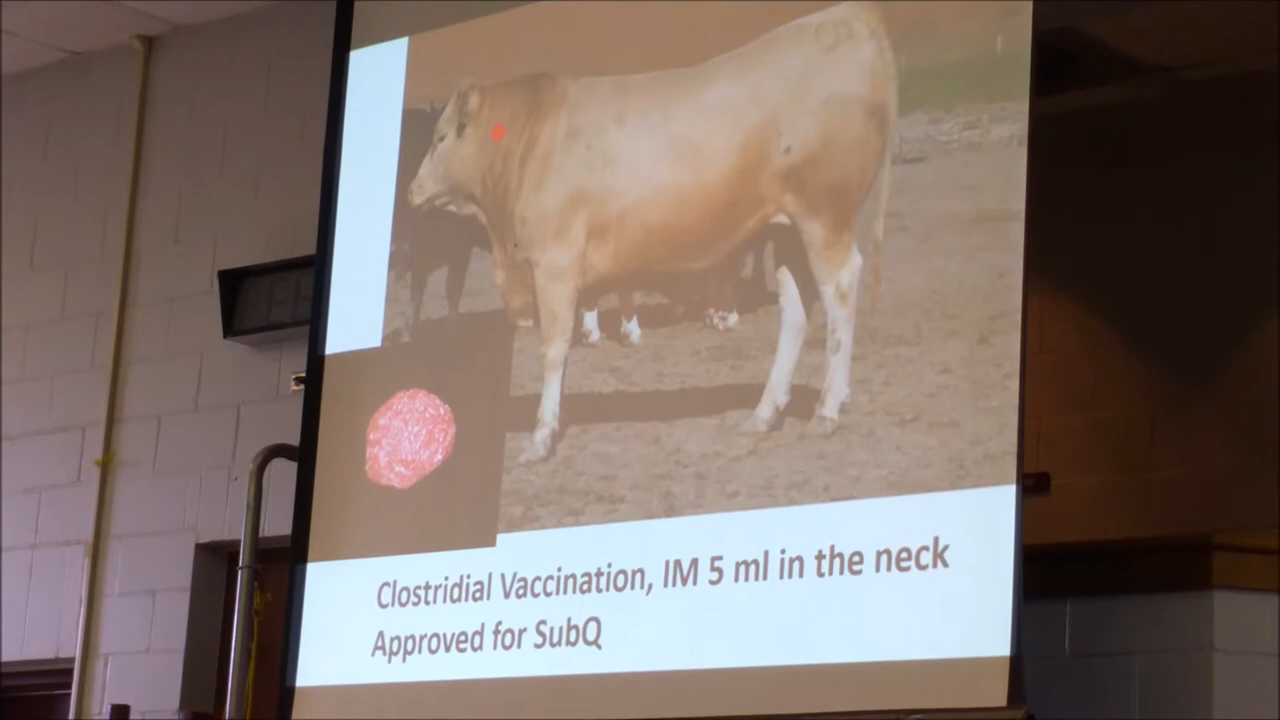 Clostridial Vaccination, IM 5 ml in the neck
Approved for SubQ